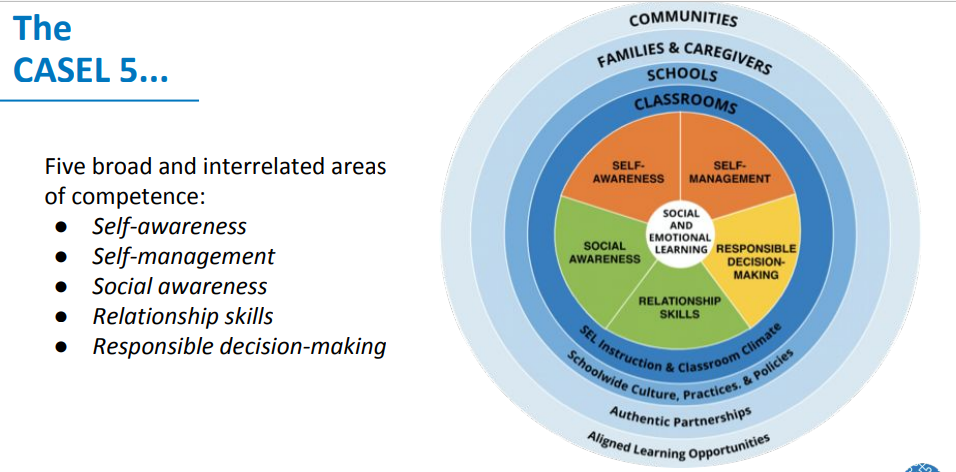 The
CASEL 5...
Five broad and interrelated areas
of competence:
● Self-awareness
● Self-management
● Social awareness
● Relationship skills
● Responsible decision-making
COMMUNITIES
FAMILIES & CAREGIVERS
SCHOOLS
CLASSROOMS
SELF-
AWARENESS
SELF-
MANAGEMENT
SOCIAL
AND
EMOTIONAL
LEARNING
SOCIAL
AWARENESS
RESPONSIBLE
DECISION-
MAKING
RELATIONSHIP
SKILLS
SEL Instruction & Classroom Climate
Schoolwide Culture, Practices. & Policies
Authentic Partnerships
Aligned Learning Opportunities